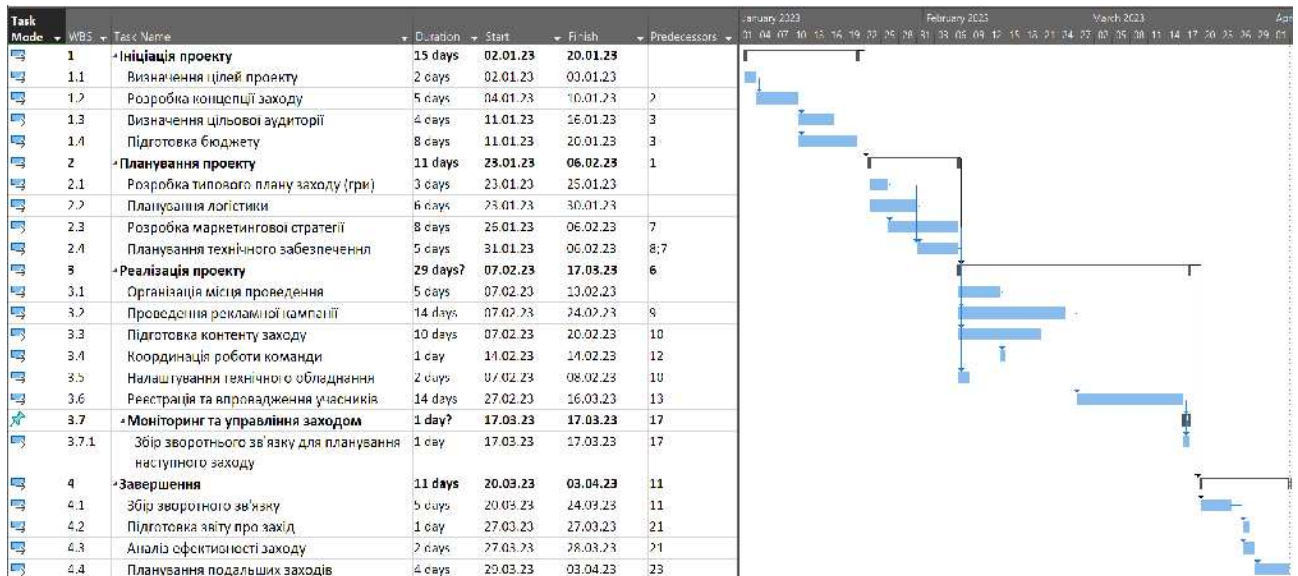 Task Mode WBS Task Name Duration Start Finish Predecessors
January 2023 February 2023 March 2023
1 Ініціація проекту 15 days 02.01.23 20.01.23
1.1 Визначення цілей проекту 2 days 02.01.23 03.01.23
1.2 Розробка концепції заходу 5 days 04.01.23 10.01.23 2
1.3 Визначення цільової аудиторії 4 days 11.01.23 16.01.23 3
1.4 Підготовка бюджету 8 days 11.01.23 20.01.23 3
2 Планування проекту 11 days 23.01.23 06.02.23 1
2.1 Розробка типового плану заходу (гри) 3 days 23.01.23 25.01.23
2.2 Планування логістики 6 days 23.01.23 30.01.23
2.3 Розробка маркетингової стратегії 8 days 26.01.23 06.02.23 7
2.4 Планування технічного забезпечення 5 days 31.01.23 06.02.23 8;7
3 Реалізація проекту 29 days? 07.02.23 17.03.23 6
3.1 Організація місця проведення 5 days 07.02.23 13.02.23
3.2 Проведення рекламної кампанії 14 days 07.02.23 24.02.23 9
3.3 Підготовка контенту заходу 10 days 07.02.23 20.02.23 10
3.4 Координація роботи команди 1 day 14.02.23 14.02.23 12
3.5 Налаштування технічного обладнання 2 days 07.02.23 08.02.23 10
3.6 Реєстрація та впровадження учасників 14 days 27.02.23 16.03.23 13
3.7 Моніторинг та управління заходом 1 day? 17.03.23 17.03.23 17
3.7.1 Збір зворотнього зв'язку для планування 1 day 17.03.23 17.03.23 17
наступного заходу
4 Завершення 11 days 20.03.23 03.04.23 11
4.1 Збір зворотного зв'язку 5 days 20.03.23 24.03.23 11
4.2 Підготовка звіту про захід 1 day 27.03.23 27.03.23 21
4.3 Аналіз ефективності заходу 2 days 27.03.23 28.03.23 21
4.4 Планування подальших заходів 4 days 29.03.23 03.04.23 23